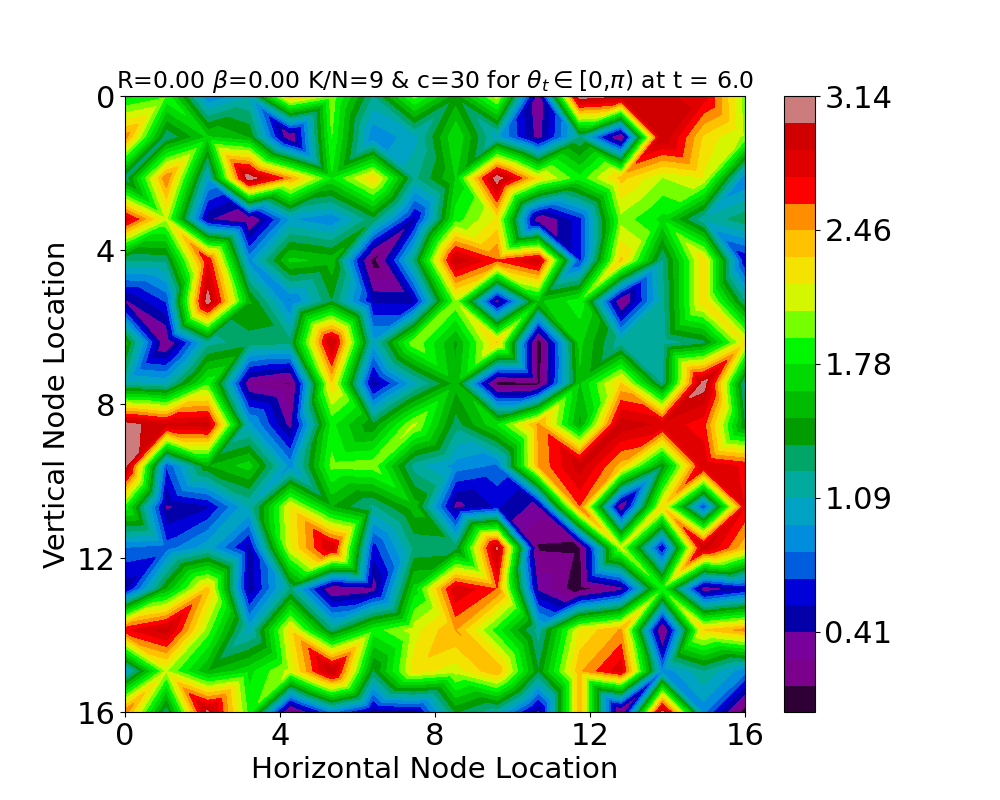 R=0.00 β=0.00 K/N=9 & c=30 for θ_t ∈ [0,π) at t = 6.0
0
4
8
12
16
Vertical Node Location
0 4 8 12 16
Horizontal Node Location
3.14
2.46
1.78
1.09
0.41